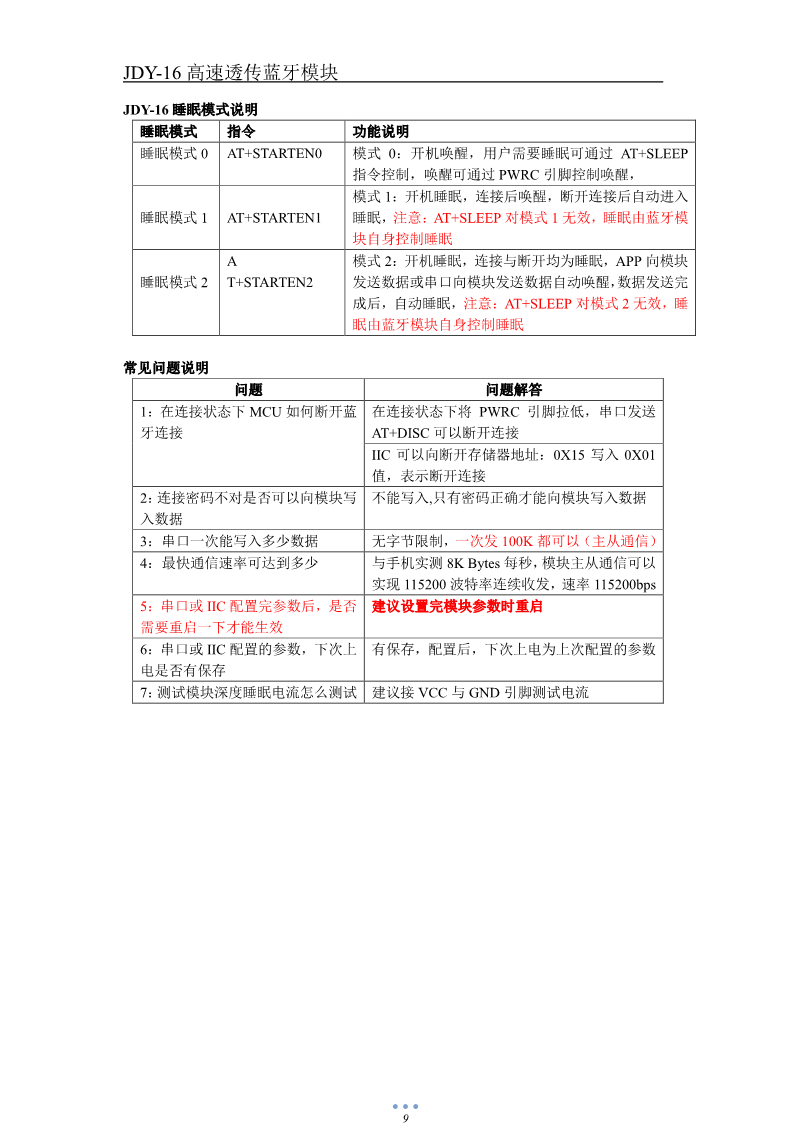 JDY-16 高速透传蓝牙模块
JDY-16 睡眠模式说明
睡眠模式 指令 功能说明
睡眠模式 0 AT+STARTEN0 模式 0：开机唤醒，用户需要睡眠可通过 AT+SLEEP
指令控制，唤醒可通过 PWRC 引脚控制唤醒，
模式 1：开机睡眠，连接后唤醒，断开连接后自动进入
睡眠模式 1 AT+STARTEN1 睡眠，注意：AT+SLEEP 对模式 1 无效，睡眠由蓝牙模
块自身控制睡眠
A 模式 2：开机睡眠，连接与断开均为睡眠，APP 向模块
睡眠模式 2 T+STARTEN2 发送数据或串口向模块发送数据自动唤醒，数据发送完
成后，自动睡眠，注意：AT+SLEEP 对模式 2 无效，睡
眠由蓝牙模块自身控制睡眠
常见问题说明
问题 问题解答
1：在连接状态下 MCU 如何断开蓝 在连接状态下将 PWRC 引脚拉低，串口发送
牙连接 AT+DISC 可以断开连接
IIC 可以向断开存储器地址：0X15 写入 0X01
值，表示断开连接
2：连接密码不对是否可以向模块写 不能写入,只有密码正确才能向模块写入数据
入数据
3：串口一次能写入多少数据 无字节限制，一次发 100K 都可以（主从通信）
4：最快通信速率可达到多少 与手机实测 8K Bytes 每秒，模块主从通信可以
实现 115200 波特率连续收发，速率 115200bps
5：串口或 IIC 配置完参数后，是否 建议设置完模块参数时重启
需要重启一下才能生效
6：串口或 IIC 配置的参数，下次上 有保存，配置后，下次上电为上次配置的参数
电是否有保存
7：测试模块深度睡眠电流怎么测试 建议接 VCC 与 GND 引脚测试电流
9